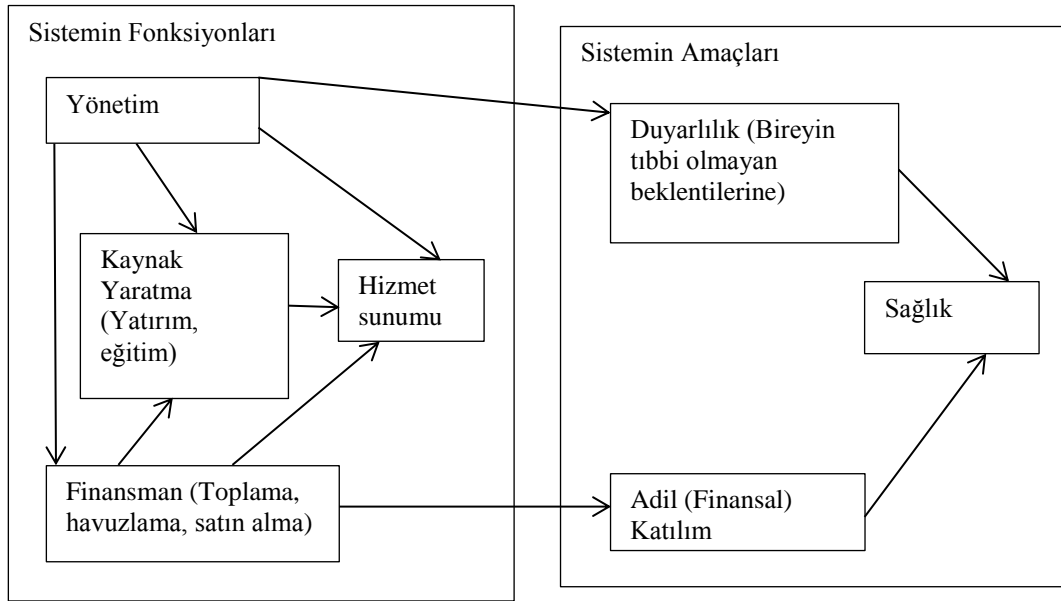 Sistemin Fonksiyonları
Yönetim
Kaynak
Yaratma
(Yatırım,
eğitim)
Hizmet
sunumu
Finansman (Toplama,
havuzlama, satın alma)
Sistemin Amaçları
Duyarlılık (Bireyin
tıbbi olmayan
beklentilerine)
Sağlık
Adil (Finansal)
Katılım